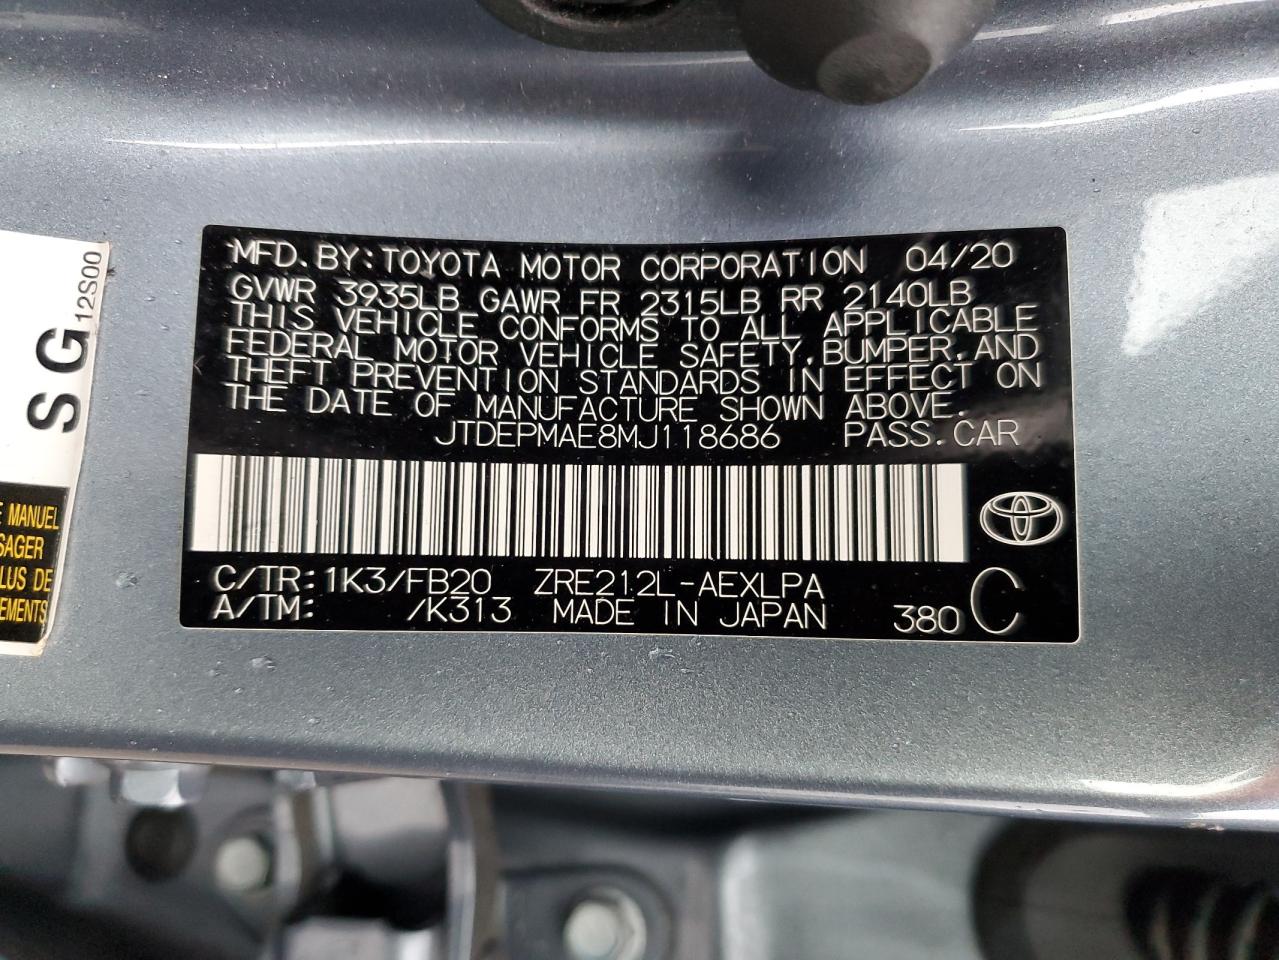 MFD. BY: TOYOTA MOTOR CORPORATION 04/20
GVWR 3935LB GAWR FR 2315LB RR 2140LB
THIS VEHICLE CONFORMS TO ALL APPLICABLE
FEDERAL MOTOR VEHICLE SAFETY, BUMPER, AND
THEFT PREVENTION STANDARDS IN EFFECT ON
THE DATE OF MANUFACTURE SHOWN ABOVE.
JTDEPMAE8MJ118686 PASS. CAR
C/TR: 1K3/FB20 ZRE212L-AEXLPA
A/TM: /K313 MADE IN JAPAN 380 C
S G
12S00
E MANUEL
SAGER
LUS DE
EMENTS